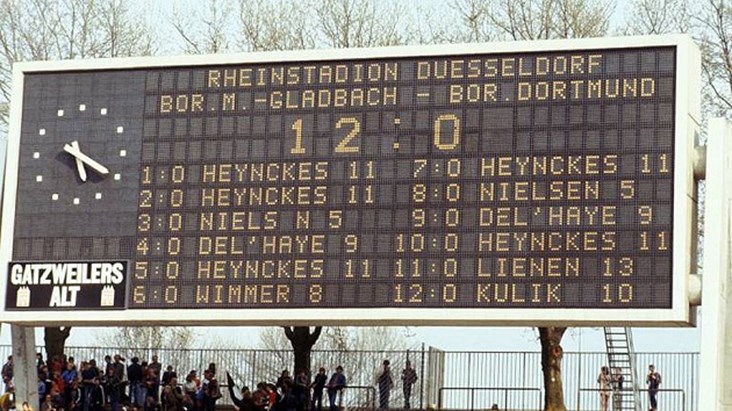 RHEINSTADION DUESSELDORF
BOR.M.-GLADBACH - BOR.DORTMUND
12:0
1:0 HEYNCKES 11 7:0 HEYNCKES 11
2:0 HEYNCKES 11 8:0 NIELSEN 5
3:0 NIELS N 5 9:0 DEL'HAYE 9
4:0 DEL'HAYE 9 10:0 HEYNCKES 11
5:0 HEYNCKES 11 11:0 LIENEN 13
6:0 WIMMER 8 12:0 KULIK 10
GATZWEILERS
ALT